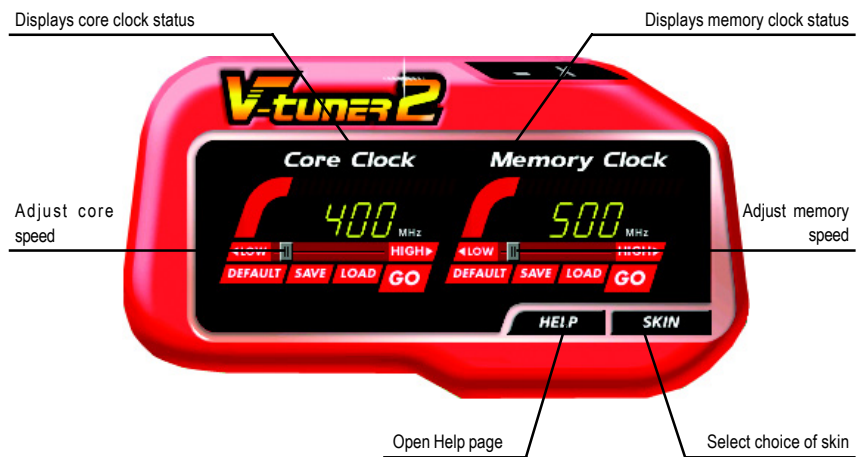 Displays core clock status
Displays memory clock status
V-tuner2
Core Clock
Memory Clock
Adjust core speed
400 MHz
500 MHz
Adjust memory speed
◄LOW HIGH►
◄LOW HIGH►
DEFAULT SAVE LOAD GO
DEFAULT SAVE LOAD GO
HELP SKIN
Open Help page
Select choice of skin